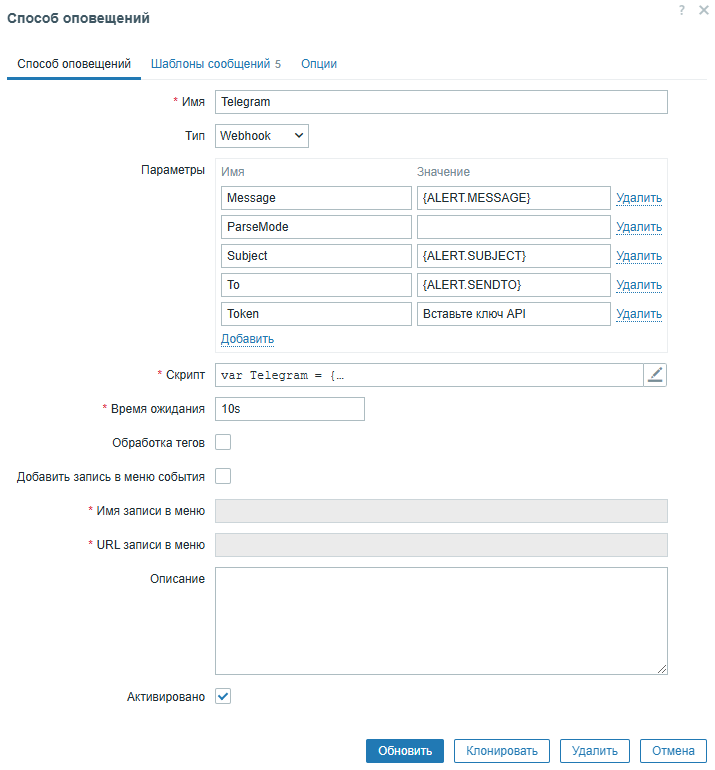 Способ оповещений
?
Способ оповещений Шаблоны сообщений 5 Опции
* Имя Telegram
Тип Webhook
Параметры Имя Значение
Message {ALERT.MESSAGE} Удалить
ParseMode Удалить
Subject {ALERT.SUBJECT} Удалить
To {ALERT.SENDTO} Удалить
Token Вставьте ключ API Удалить
Добавить
* Скрипт var Telegram = {…
* Время ожидания 10s
Обработка тегов
Добавить запись в меню события
* Имя записи в меню
* URL записи в меню
Описание
Активировано
Обновить Клонировать Удалить Отмена